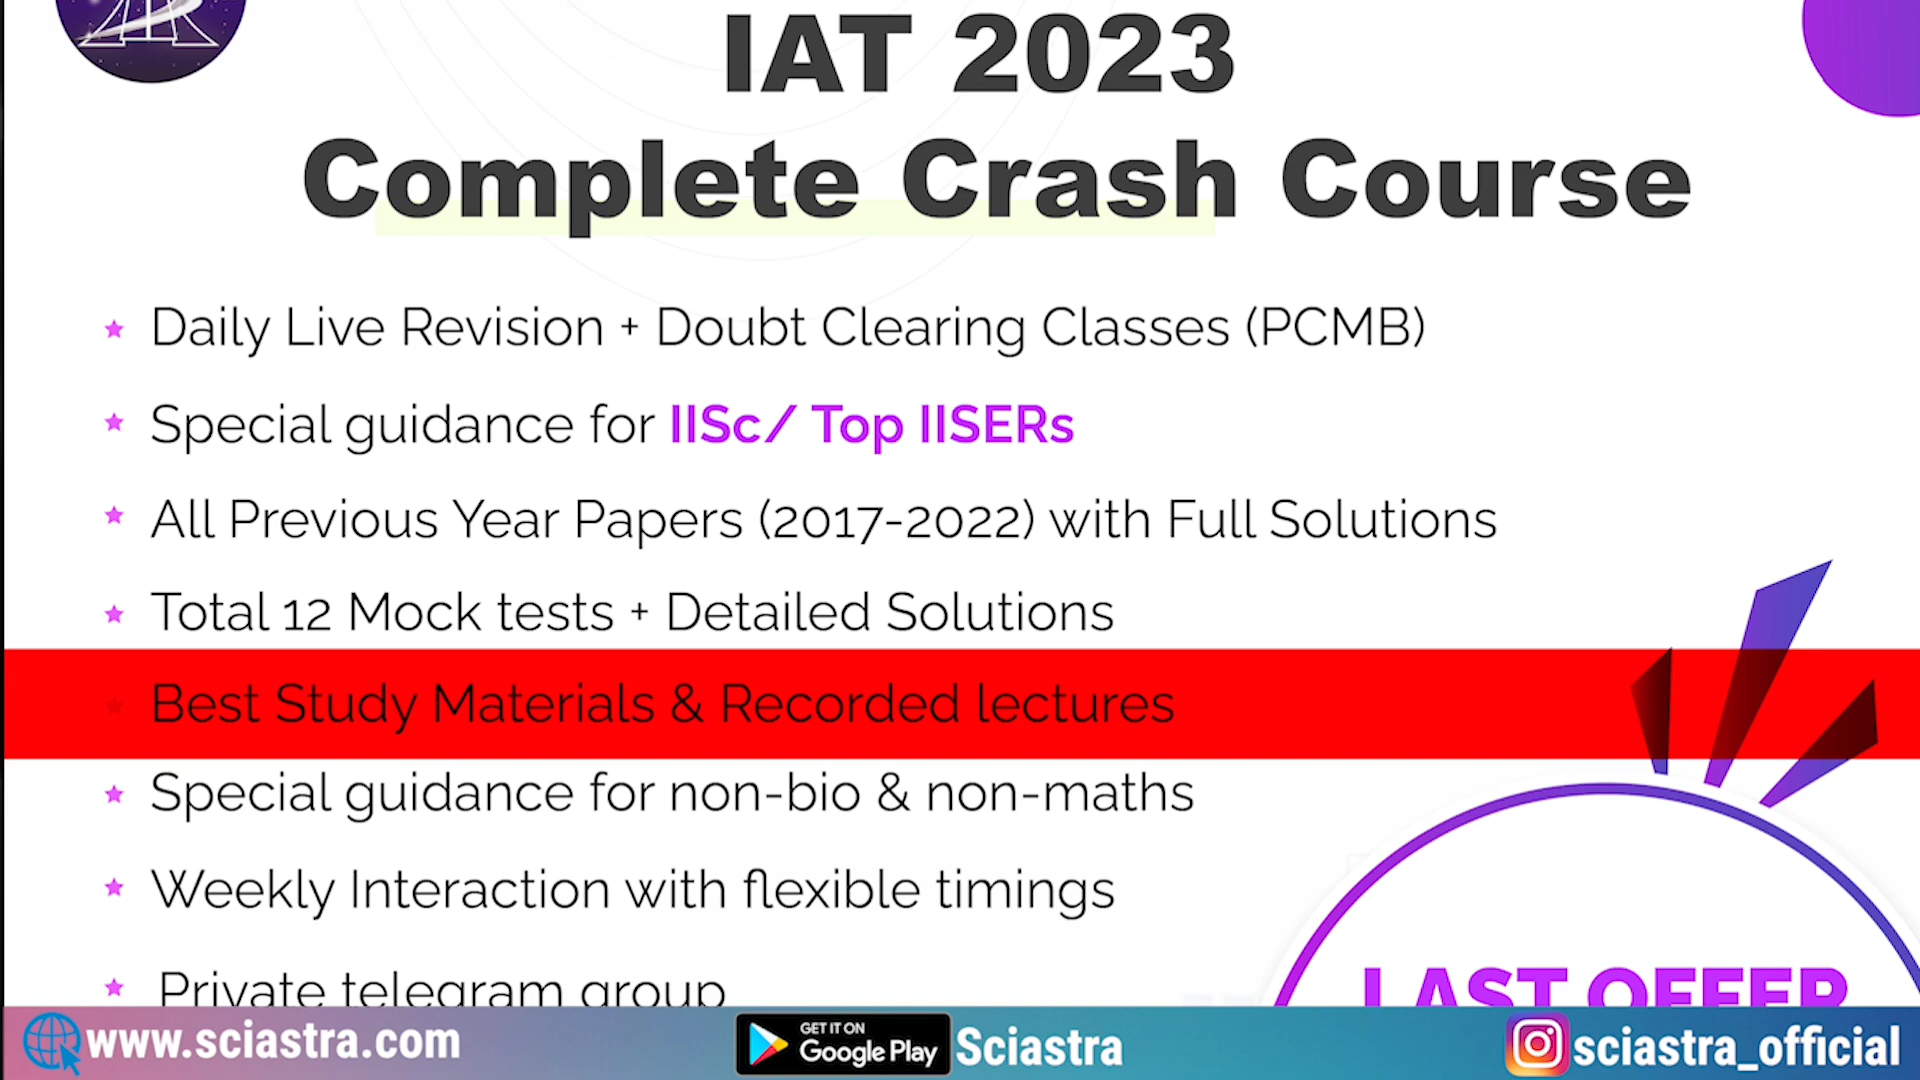 IAT 2023
Complete Crash Course
Daily Live Revision + Doubt Clearing Classes (PCMB)
Special guidance for IISc/ Top IISERs
All Previous Year Papers (2017-2022) with Full Solutions
Total 12 Mock tests + Detailed Solutions
Best Study Materials & Recorded lectures
Special guidance for non-bio & non-maths
Weekly Interaction with flexible timings
Private telegram group
LAST OFFER
www.sciastra.com
GET IT ON
Google Play
Sciastra
sciastra_official